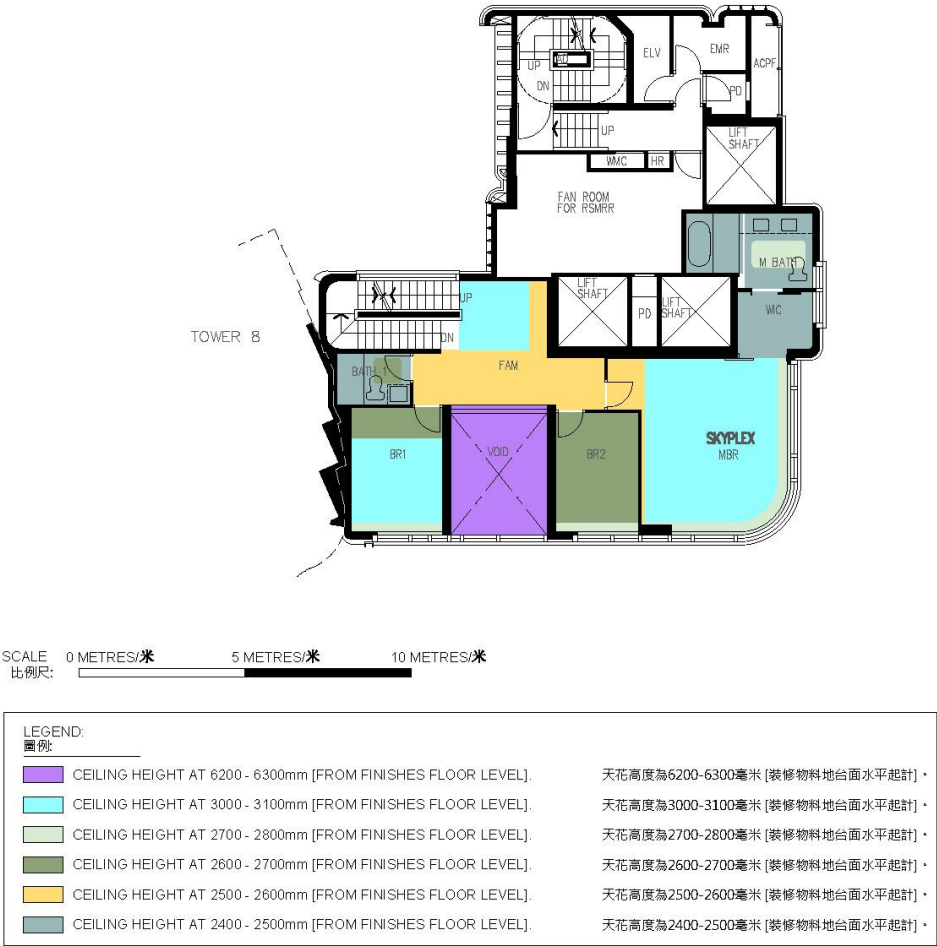 ELV
EMR
ACPF
UP
DN
PD
UP
LIFT
SHAFT
WMC
HR
FAN ROOM
FOR RSMRR
M BATH
LIFT
SHAFT
PD
LIFT
SHAFT
WIC
UP
DN
TOWER 8
FAM
BATH 1
BR1
VOID
BR2
SKYPLEX
MBR
SCALE 0 METRES/米 5 METRES/米 10 METRES/米
比例尺:
LEGEND:
圖例:
CEILING HEIGHT AT 6200 - 6300mm [FROM FINISHES FLOOR LEVEL]. 天花高度為6200-6300毫米 [裝修物料地台面水平起計]。
CEILING HEIGHT AT 3000 - 3100mm [FROM FINISHES FLOOR LEVEL]. 天花高度為3000-3100毫米 [裝修物料地台面水平起計]。
CEILING HEIGHT AT 2700 - 2800mm [FROM FINISHES FLOOR LEVEL]. 天花高度為2700-2800毫米 [裝修物料地台面水平起計]。
CEILING HEIGHT AT 2600 - 2700mm [FROM FINISHES FLOOR LEVEL]. 天花高度為2600-2700毫米 [裝修物料地台面水平起計]。
CEILING HEIGHT AT 2500 - 2600mm [FROM FINISHES FLOOR LEVEL]. 天花高度為2500-2600毫米 [裝修物料地台面水平起計]。
CEILING HEIGHT AT 2400 - 2500mm [FROM FINISHES FLOOR LEVEL]. 天花高度為2400-2500毫米 [裝修物料地台面水平起計]。